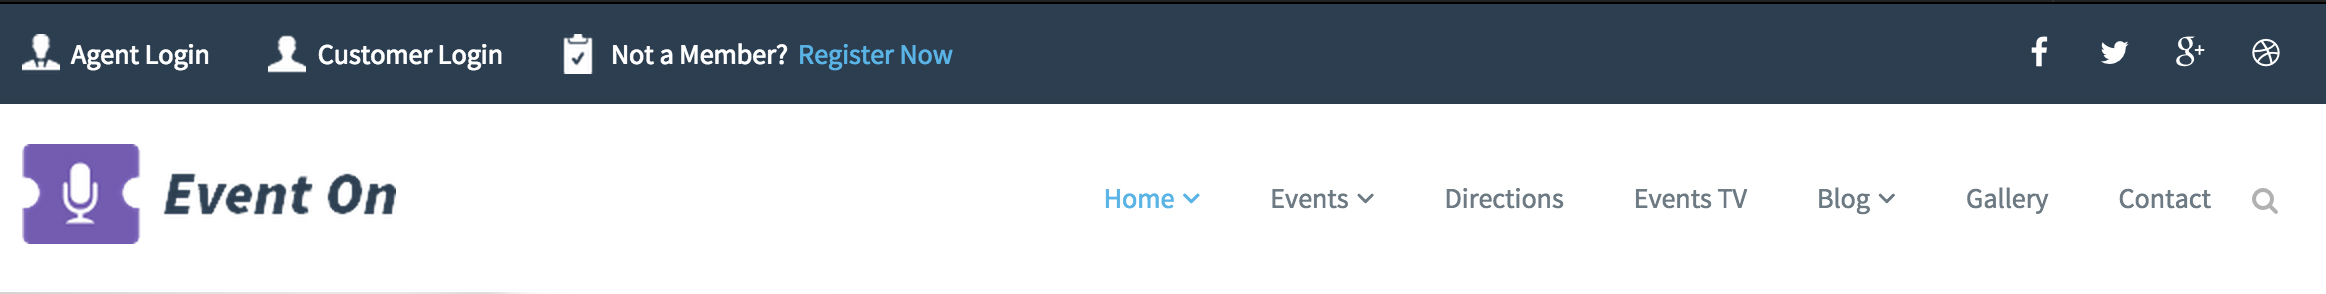 Agent Login Customer Login Not a Member? Register Now
Event On Home Events Directions Events TV Blog Gallery Contact